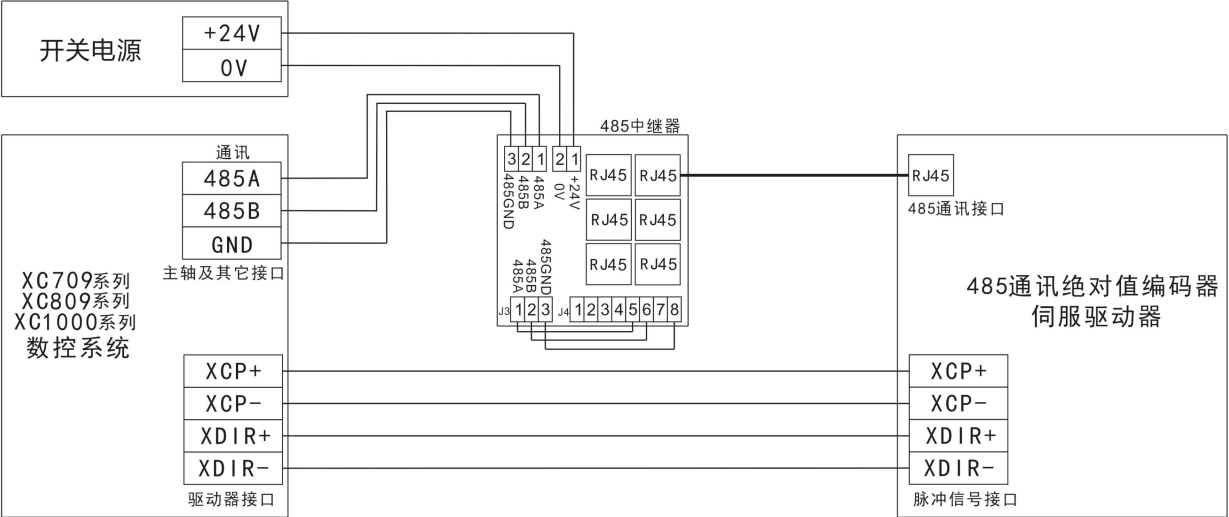 开关电源
+24V
0V
通讯
485A
485B
GND
主轴及其它接口
XC709系列
XC809系列
XC1000系列
数控系统
XCP+
XCP-
XDIR+
XDIR-
驱动器接口
485中继器
3 2 1
2 1
485GND
485B
485A
0V
+24V
RJ45 RJ45
RJ45 RJ45
RJ45 RJ45
485A
485B
485GND
J3 1 2 3
J4 1 2 3 4 5 6 7 8
RJ45
485通讯接口
485通讯绝对值编码器
伺服驱动器
XCP+
XCP-
XDIR+
XDIR-
脉冲信号接口